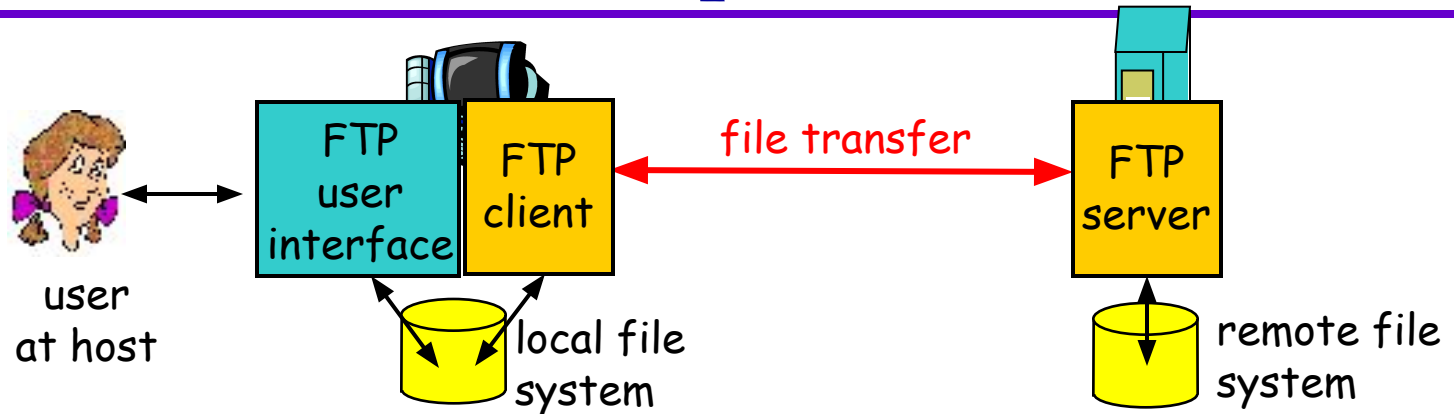 FTP
user
interface
FTP
client
file transfer
FTP
server
user
at host
local file
system
remote file
system